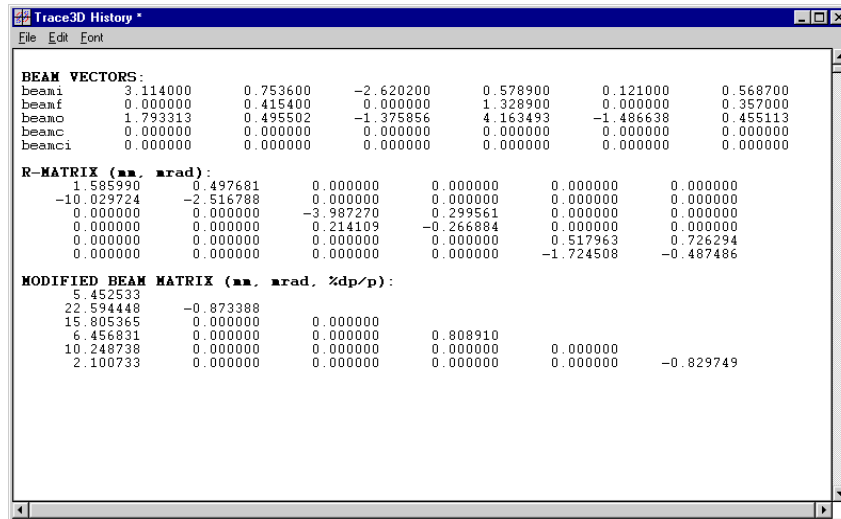 Trace3D History *
File Edit Font
BEAM VECTORS:
beami 3.114000 0.753600 -2.620200 0.578900 0.121000 0.568700
beamf 0.000000 0.415400 0.000000 1.328900 0.000000 0.357000
beamo 1.793313 0.495502 -1.375856 4.163493 -1.486638 0.455113
beamc 0.000000 0.000000 0.000000 0.000000 0.000000 0.000000
beamci 0.000000 0.000000 0.000000 0.000000 0.000000 0.000000
R-MATRIX (mm, mrad):
1.585990 0.497681 0.000000 0.000000 0.000000 0.000000
-10.029724 -2.516788 0.000000 0.000000 0.000000 0.000000
0.000000 0.000000 -3.987270 0.299561 0.000000 0.000000
0.000000 0.000000 0.214109 -0.266884 0.000000 0.000000
0.000000 0.000000 0.000000 0.000000 0.517963 0.726294
0.000000 0.000000 0.000000 0.000000 -1.724508 -0.487486
MODIFIED BEAM MATRIX (mm, mrad, %dp/p):
5.452533
22.594448 -0.873388
15.805365 0.000000 0.000000
6.456831 0.000000 0.000000 0.808910
10.248738 0.000000 0.000000 0.000000 0.000000
2.100733 0.000000 0.000000 0.000000 0.000000 -0.829749